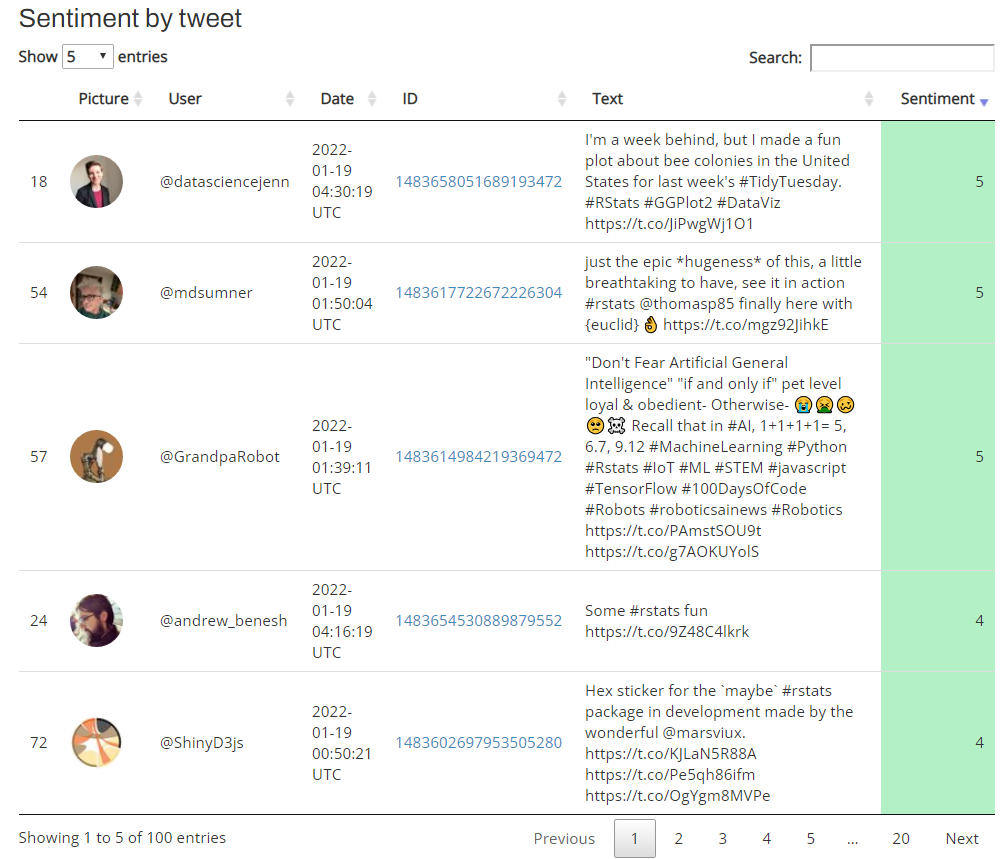 Sentiment by tweet
Show 5 entries
Search:
Picture User Date ID Text Sentiment
18 @datasciencejenn 2022-01-19 04:30:19 UTC 1483658051689193472
I'm a week behind, but I made a fun
plot about bee colonies in the United
States for last week's #TidyTuesday.
#RStats #GGPlot2 #DataViz
https://t.co/JiPwgWj1O1
5
54 @mdsumner 2022-01-19 01:50:04 UTC 1483617722672226304
just the epic *hugeness* of this, a little
breathtaking to have, see it in action
#rstats @thomasp85 finally here with
{euclid} 👌 https://t.co/mgz92JihkE
5
57 @GrandpaRobot 2022-01-19 01:39:11 UTC 1483614984219369472
"Don't Fear Artificial General
Intelligence" "if and only if" pet level
loyal & obedient- Otherwise- 😭🤮🥴
🥺☠️ Recall that in #AI, 1+1+1+1= 5,
6.7, 9.12 #MachineLearning #Python
#Rstats #IoT #ML #STEM #javascript
#TensorFlow #100DaysOfCode
#Robots #roboticsainews #Robotics
https://t.co/PAmstSOU9t
https://t.co/g7AOKUYolS
5
24 @andrew_benesh 2022-01-19 04:16:19 UTC 1483654530889879552
Some #rstats fun
https://t.co/9Z48C4lkrk
4
72 @ShinyD3js 2022-01-19 00:50:21 UTC 1483602697953505280
Hex sticker for the `maybe` #rstats
package in development made by the
wonderful @marsviux.
https://t.co/KJLaN5R88A
https://t.co/Pe5qh86ifm
https://t.co/OgYgm8MVPe
4
Showing 1 to 5 of 100 entries
Previous 1 2 3 4 5 ... 20 Next